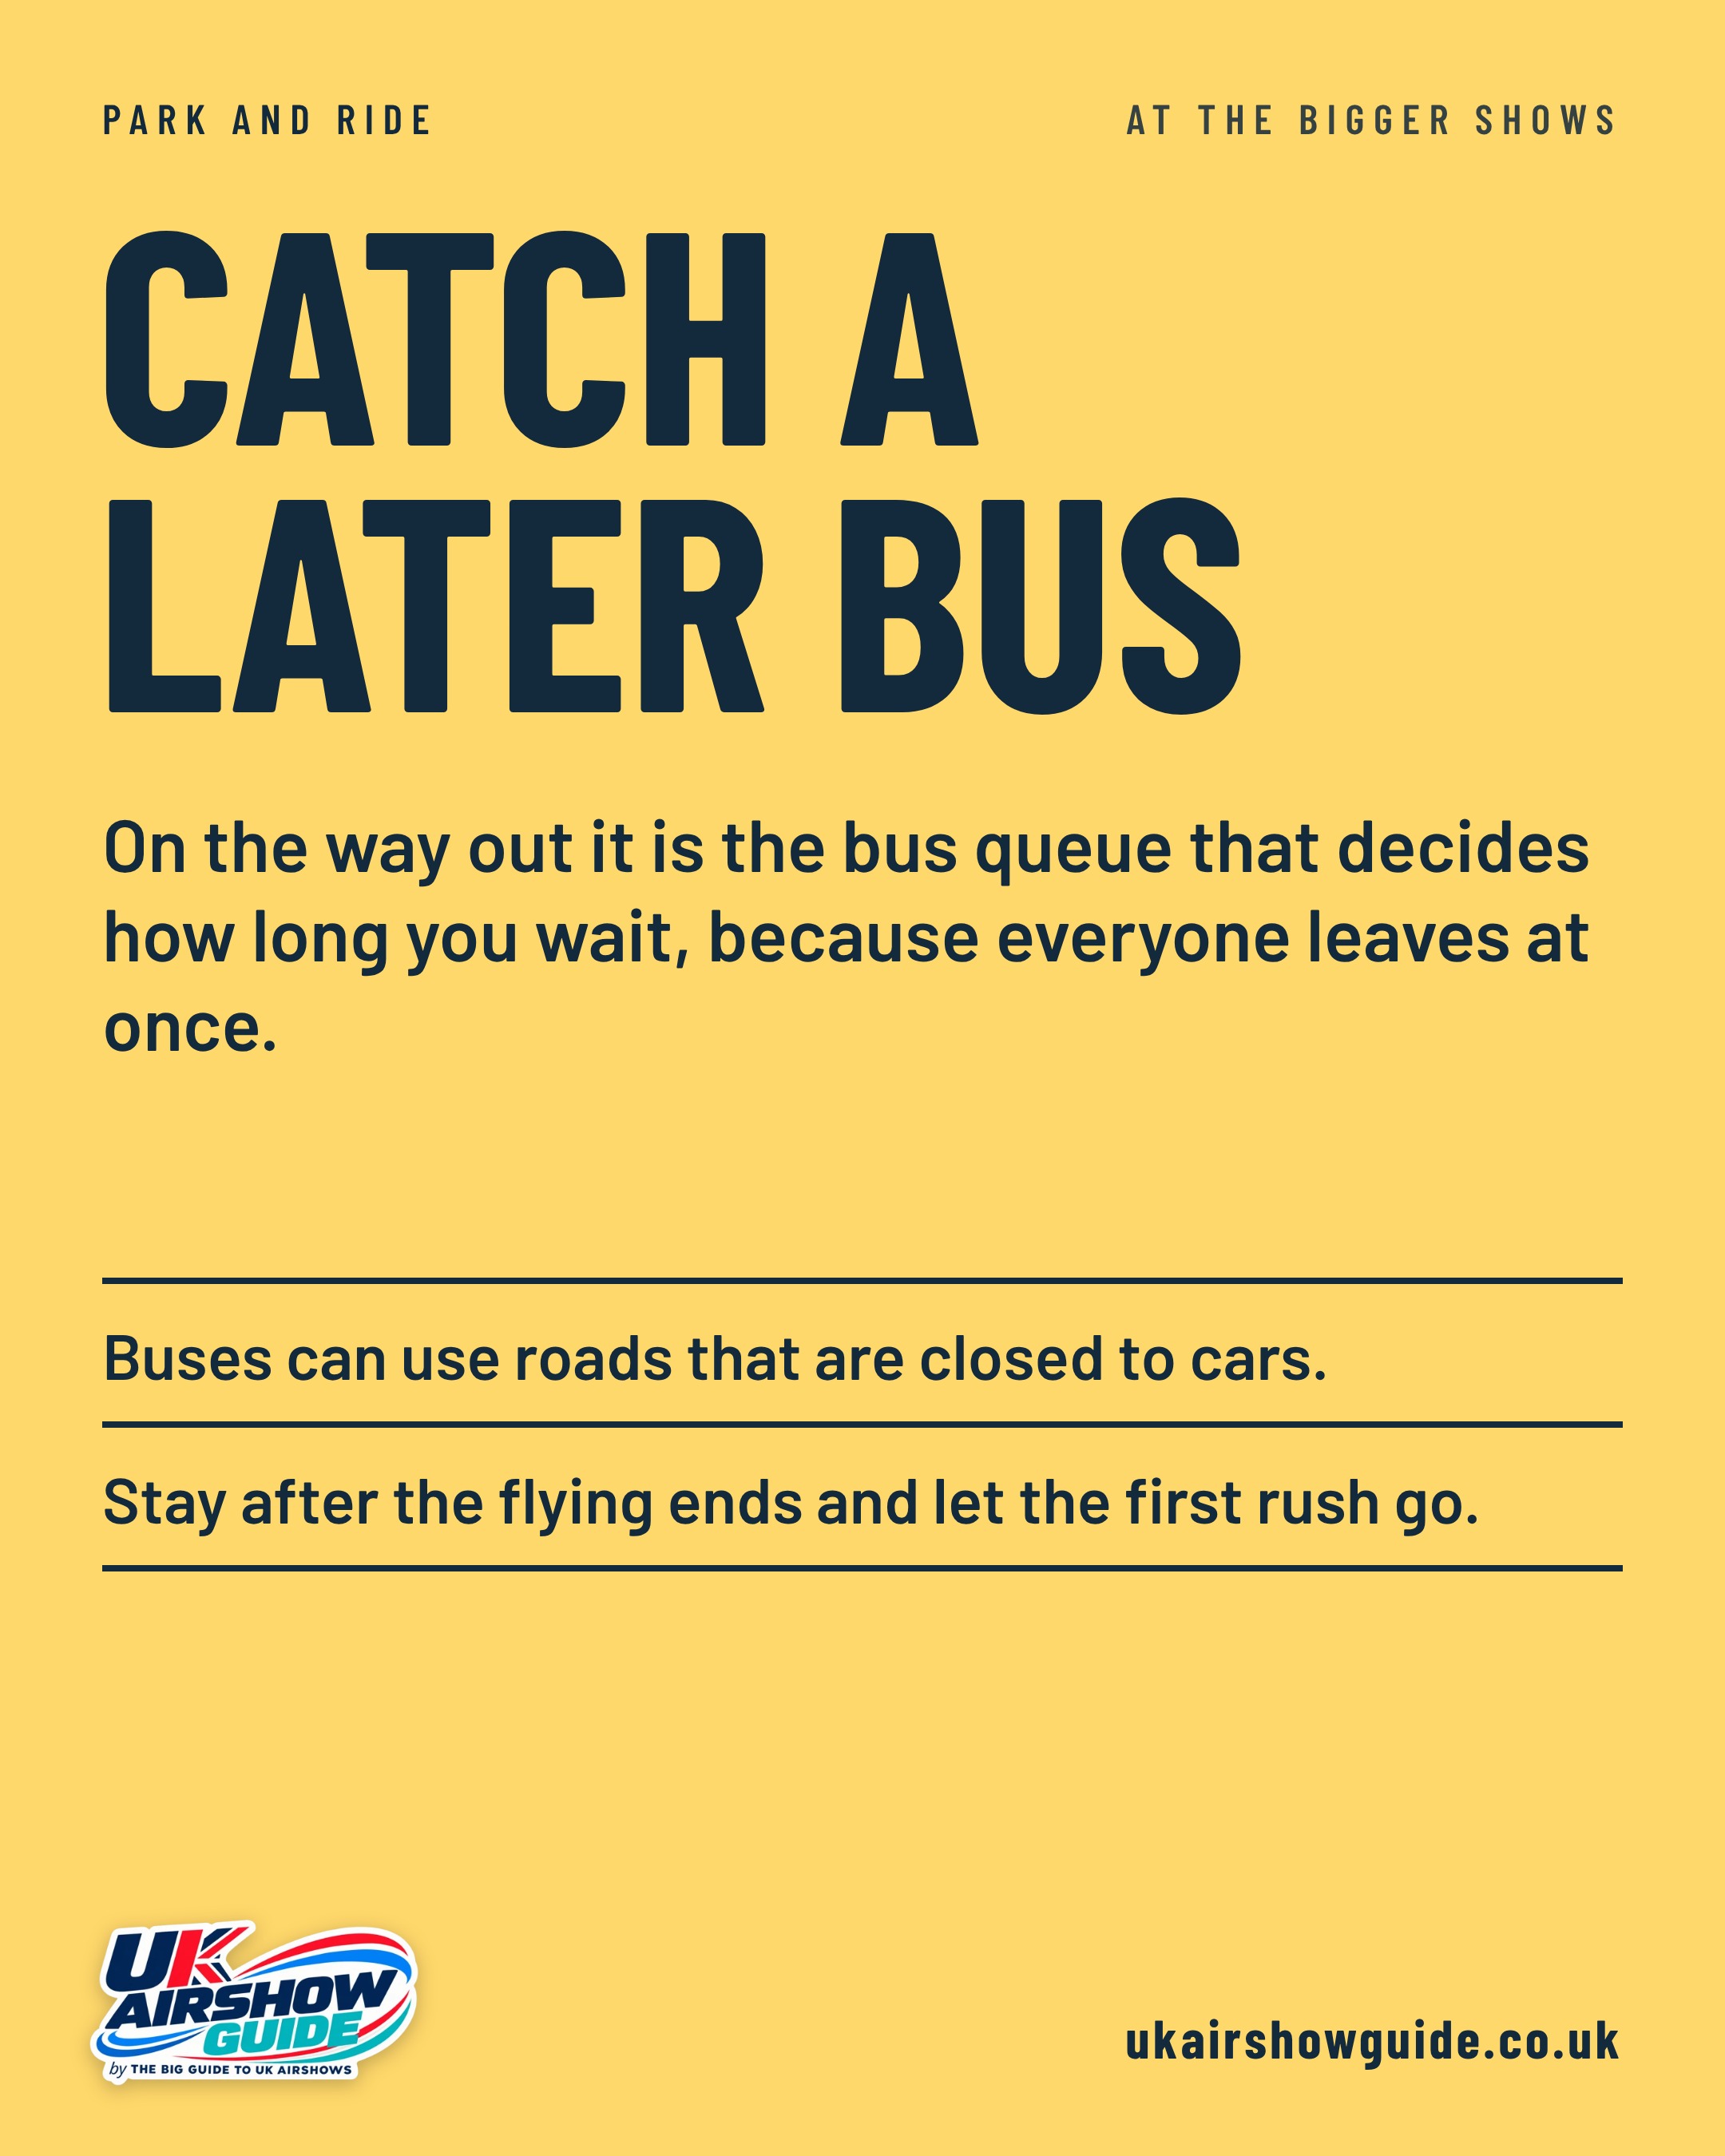 PARK AND RIDE
AT THE BIGGER SHOWS
CATCH A
LATER BUS
On the way out it is the bus queue that decides
how long you wait, because everyone leaves at
once.
Buses can use roads that are closed to cars.
Stay after the flying ends and let the first rush go.
UK
AIRSHOW
GUIDE
by THE BIG GUIDE TO UK AIRSHOWS
ukairshowguide.co.uk